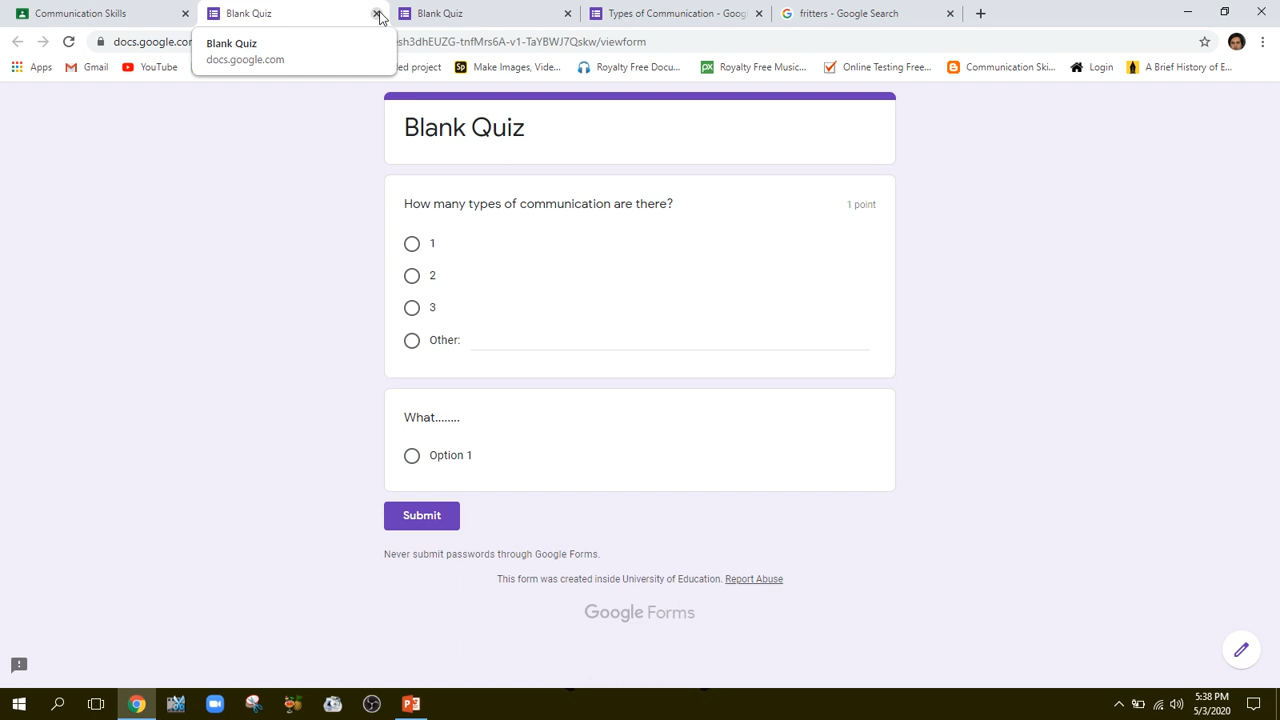 Communication Skills
Blank Quiz
Blank Quiz
Types of Communication - Googl
fritters - Google Search
docs.google.com
esh3dhEUZG-tnfMrs6A-v1-TaYBWJ7Qskw/viewform
Blank Quiz
docs.google.com
Apps
Gmail
YouTube
ed project
Make Images, Vide...
Royalty Free Docu...
Royalty Free Music...
Online Testing Free...
Communication Ski...
Login
A Brief History of E...
Blank Quiz
How many types of communication are there?
1 point
1
2
3
Other:
What........
Option 1
Submit
Never submit passwords through Google Forms.
This form was created inside University of Education. Report Abuse
Google Forms
5:38 PM
5/3/2020